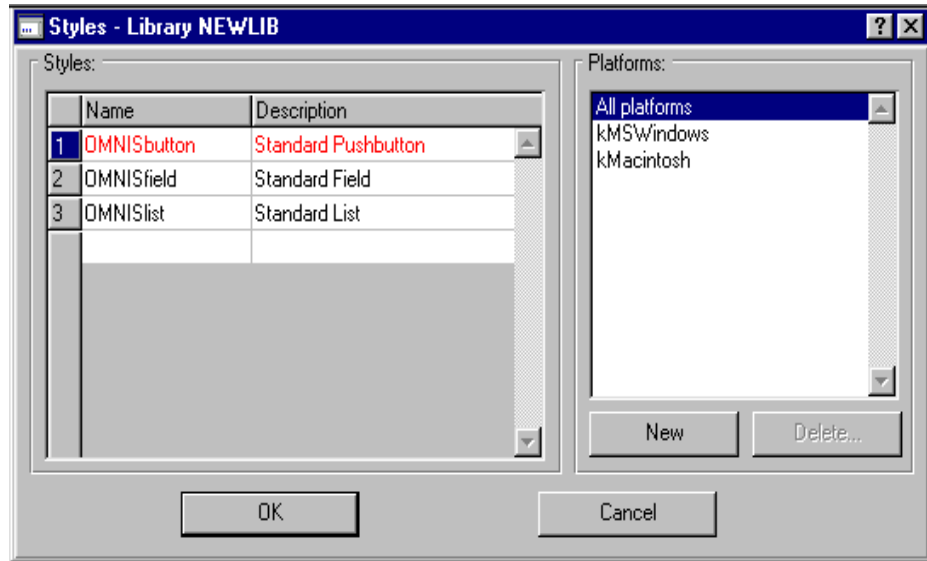 Styles - Library NEWLIB
Styles:
Name Description
1 OMNISbutton Standard Pushbutton
2 OMNISfield Standard Field
3 OMNISlist Standard List
Platforms:
All platforms
kMSWindows
kMacintosh
New Delete...
OK Cancel